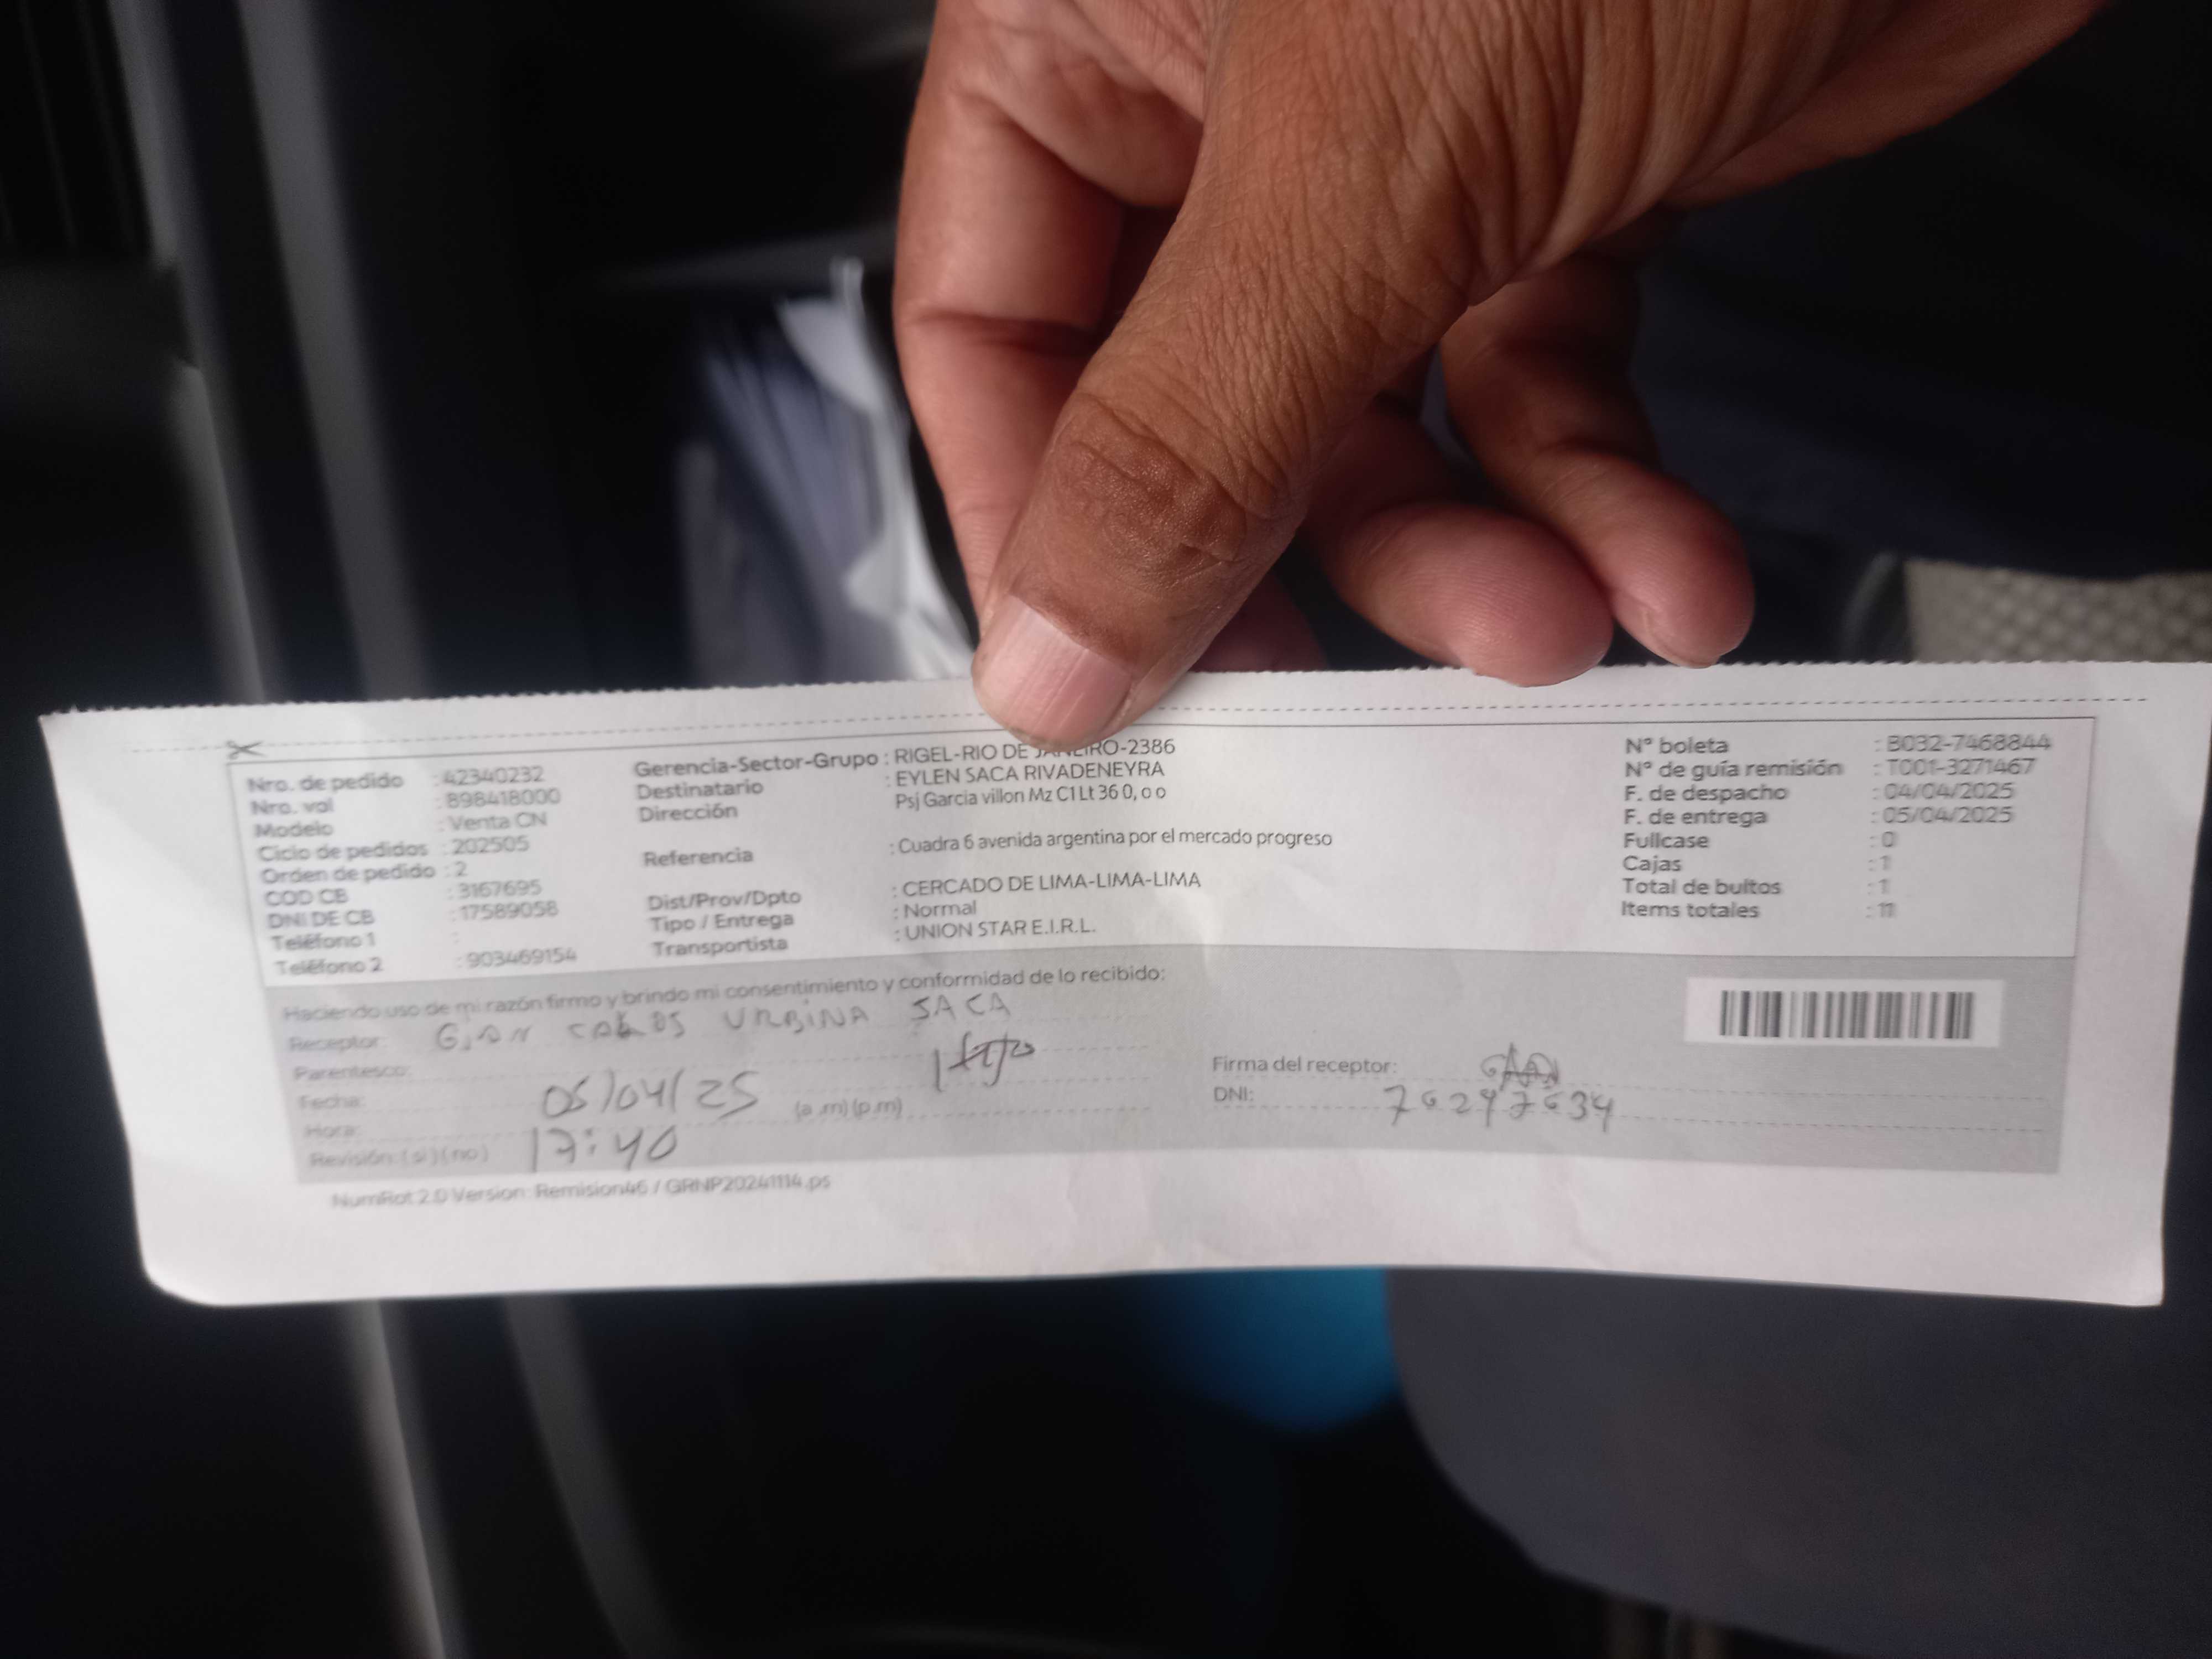 Nro. de pedido : 42340232
Nro. val : 898418000
Modelo : Venta CN
Ciclo de pedidos : 202505
Orden de pedido : 2
COD CB : 3167695
DNI DE CB : 17589058
Teléfono 1 :
Teléfono 2 : 903469154
Gerencia-Sector-Grupo : RIGEL-RIO DE JANEIRO-2386
Destinatario : EYLEN SACA RIVADENEYRA
Dirección Psj Garcia villon Mz C1 Lt 36 0, o o
Referencia : Cuadra 6 avenida argentina por el mercado progreso
Dist/Prov/Dpto : CERCADO DE LIMA-LIMA-LIMA
Tipo / Entrega : Normal
Transportista : UNION STAR E.I.R.L.
N° boleta : B032-7468844
N° de guía remisión : T001-3271467
F. de despacho : 04/04/2025
F. de entrega : 05/04/2025
Fullcase : 0
Cajas : 1
Total de bultos : 1
Items totales : 11
Haciendo uso de mi razón firmo y brindo mi consentimiento y conformidad de lo recibido:
Receptor: GIAN CARLOS URBINA SACA
Parentesco: Hijo
Fecha: 05/04/25
Hora: 17:40 (a.m) (p.m)
Revisión: (si) (no)
Firma del receptor:
DNI: 76297634
NumRot 2.0 Version: Remision46 / GRNP20241114.ps